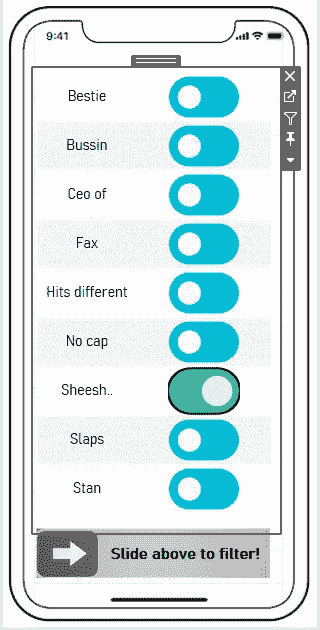 9:41
Bestie
Bussin
Ceo of
Fax
Hits different
No cap
Sheesh..
Slaps
Stan
Slide above to filter!